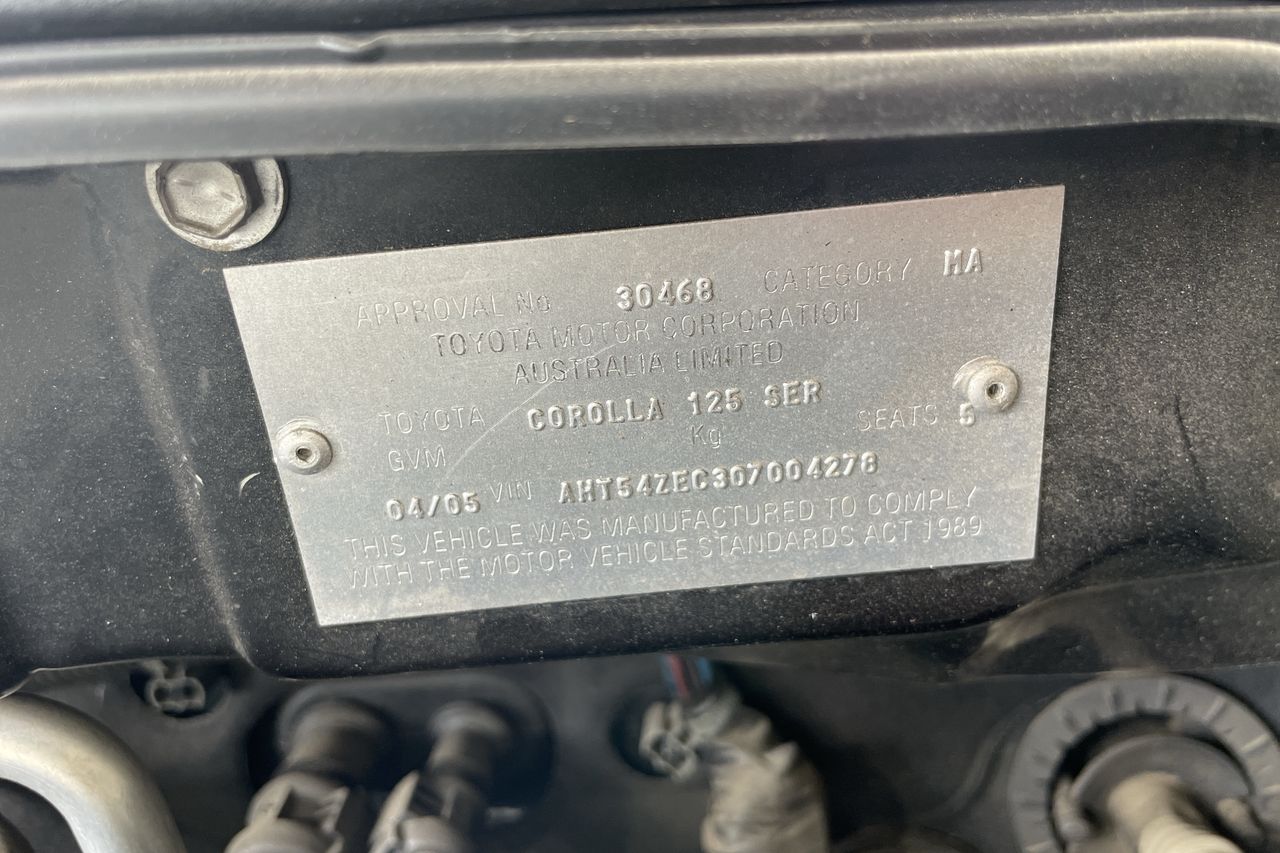 APPROVAL No 30468 CATEGORY MA
TOYOTA MOTOR CORPORATION
AUSTRALIA LIMITED
TOYOTA COROLLA 125 SER SEATS 5
GVM Kg
04/05 VIN AHT54ZEC307004278
THIS VEHICLE WAS MANUFACTURED TO COMPLY
WITH THE MOTOR VEHICLE STANDARDS ACT 1989